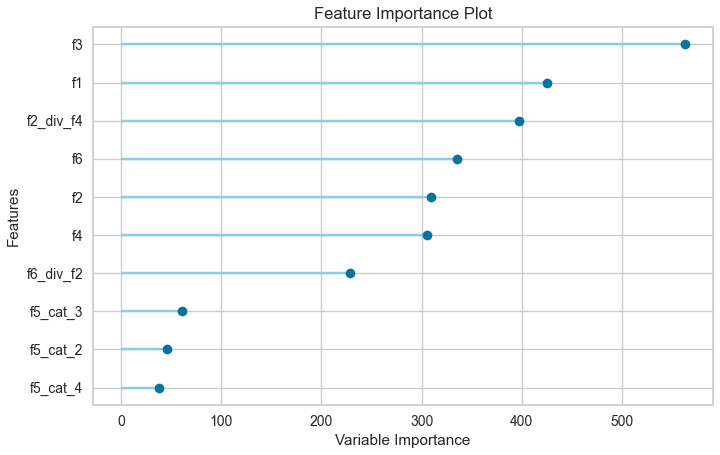 Feature Importance Plot
f3
f1
f2_div_f4
f6
f2
f4
f6_div_f2
f5_cat_3
f5_cat_2
f5_cat_4
Features
0 100 200 300 400 500
Variable Importance